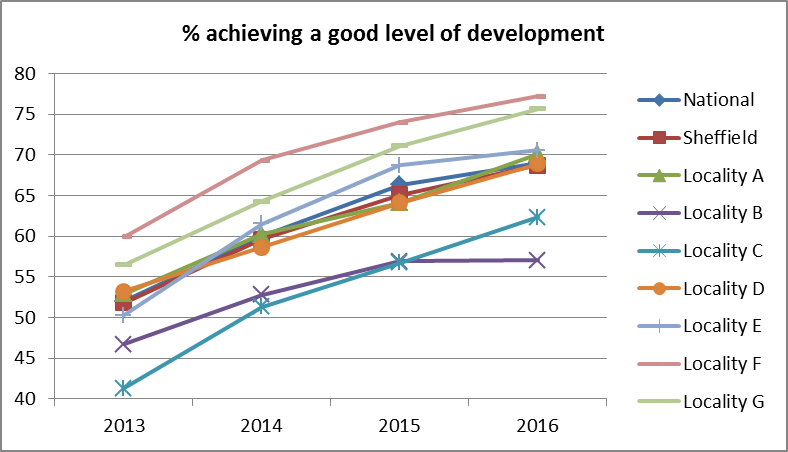 % achieving a good level of development
80
75
70
65
60
55
50
45
40
2013 2014 2015 2016
National
Sheffield
Locality A
Locality B
Locality C
Locality D
Locality E
Locality F
Locality G